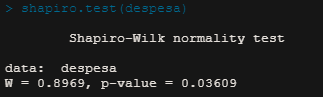 > shapiro.test(despesa)
Shapiro-Wilk normality test
data:  despesa
W = 0.8969, p-value = 0.03609